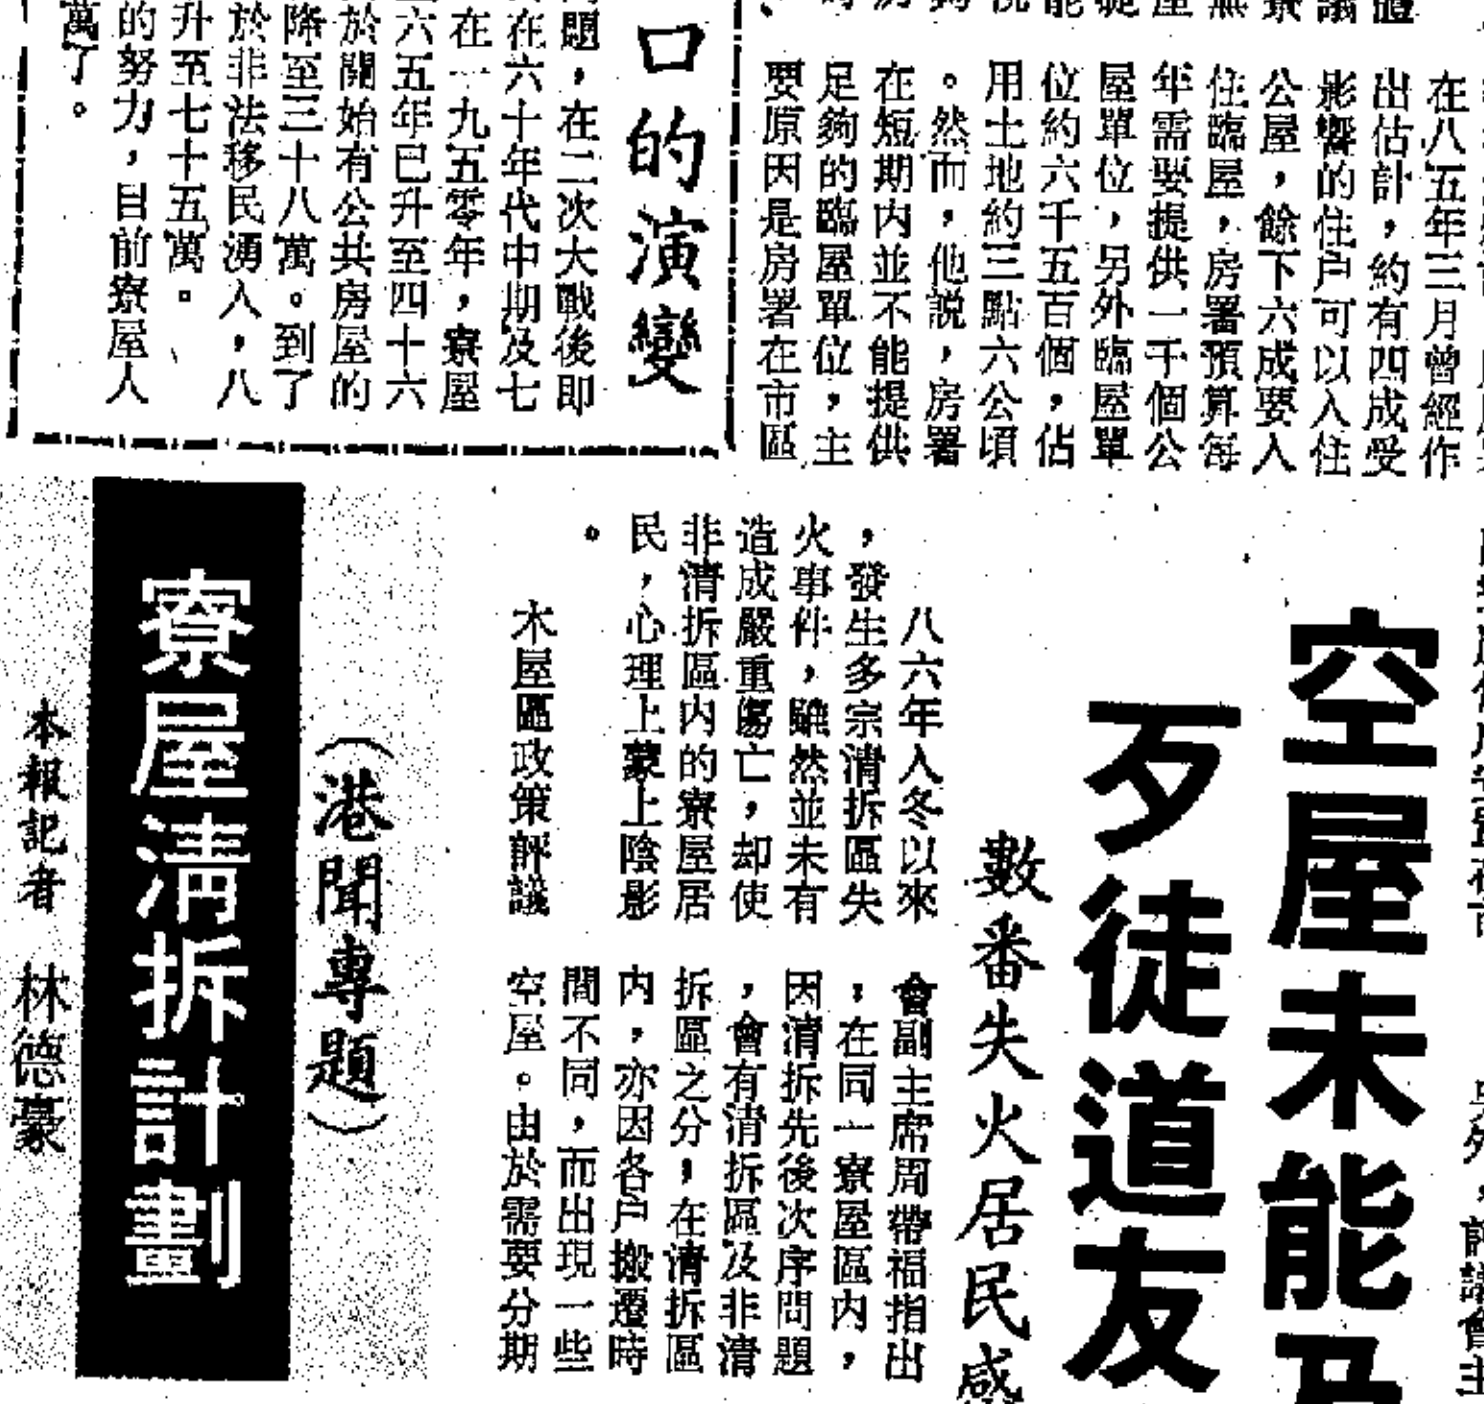 在八五年三月曾經作
出估計，約有四成受
影響的住戶可以入住
公屋，餘下六成要入
住臨屋，房署預算每
年需要提供一千個公
屋單位，另外臨屋單
位約六千五百個，佔
用土地約三點六公頃
。然而，他説，房署
在短期內並不能提供
足夠的臨屋單位，主
要原因是房署在市區
口的演變
題，在二次大戰後即
在六十年代中期及七
在一九五零年，寮屋
六五年已升至四十六
於關始有公共房屋的
降至三十八萬。到了
於非法移民湧入，八
升至七十五萬。
的努力，目前寮屋人
萬了。
空屋未能及
歹徒道友
數番失火居民感
八六年入冬以來
，發生多宗清拆區失
火事件，雖然並未有
造成嚴重傷亡，却使
非清拆區內的寮屋居
民，心理上蒙上陰影
。
木屋區政策評議
會副主席周帶福指出
，在同一寮屋區內，
因清拆先後次序問題
，會有清拆區及非清
拆區之分，在清拆區
內，亦因各戶搬遷時
間不同，而出現一些
空屋。由於需要分期
（港聞專題）
寮屋清拆計劃
本報記者 林德豪